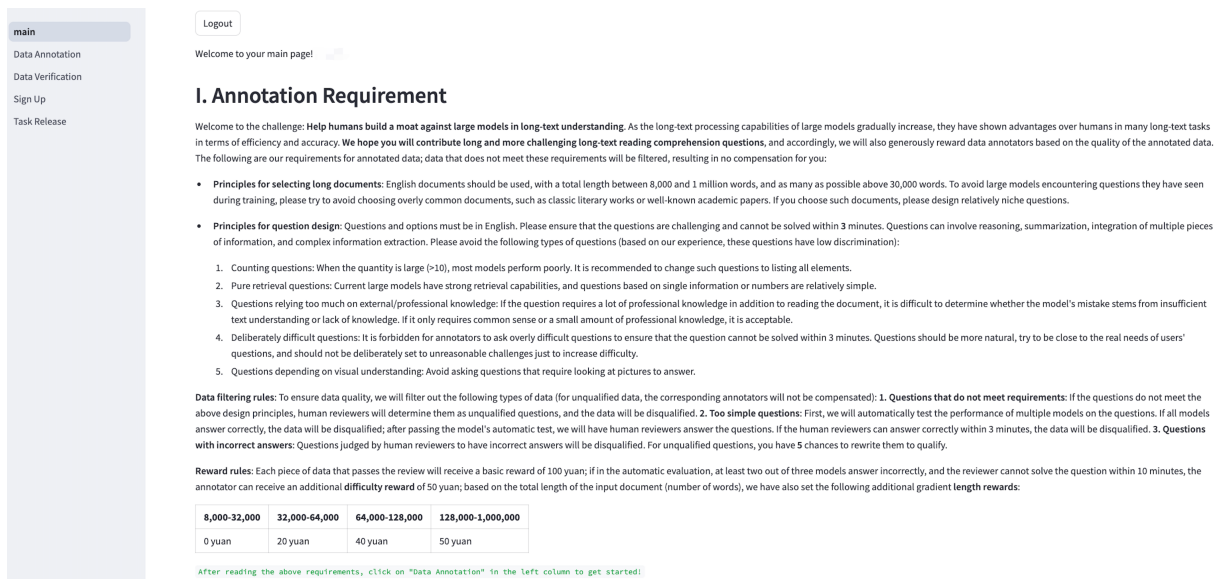 main
Data Annotation
Data Verification
Sign Up
Task Release
Logout
Welcome to your main page!
I. Annotation Requirement
Welcome to the challenge: Help humans build a moat against large models in long-text understanding. As the long-text processing capabilities of large models gradually increase, they have shown advantages over humans in many long-text tasks
in terms of efficiency and accuracy. We hope you will contribute long and more challenging long-text reading comprehension questions, and accordingly, we will also generously reward data annotators based on the quality of the annotated data.
The following are our requirements for annotated data; data that does not meet these requirements will be filtered, resulting in no compensation for you:
• Principles for selecting long documents: English documents should be used, with a total length between 8,000 and 1 million words, and as many as possible above 30,000 words. To avoid large models encountering questions they have seen
during training, please try to avoid choosing overly common documents, such as classic literary works or well-known academic papers. If you choose such documents, please design relatively niche questions.
• Principles for question design: Questions and options must be in English. Please ensure that the questions are challenging and cannot be solved within 3 minutes. Questions can involve reasoning, summarization, integration of multiple pieces
of information, and complex information extraction. Please avoid the following types of questions (based on our experience, these questions have low discrimination):
1. Counting questions: When the quantity is large (>10), most models perform poorly. It is recommended to change such questions to listing all elements.
2. Pure retrieval questions: Current large models have strong retrieval capabilities, and questions based on single information or numbers are relatively simple.
3. Questions relying too much on external/professional knowledge: If the question requires a lot of professional knowledge in addition to reading the document, it is difficult to determine whether the model's mistake stems from insufficient
text understanding or lack of knowledge. If it only requires common sense or a small amount of professional knowledge, it is acceptable.
4. Deliberately difficult questions: It is forbidden for annotators to ask overly difficult questions to ensure that the question cannot be solved within 3 minutes. Questions should be more natural, try to be close to the real needs of users'
questions, and should not be deliberately set to unreasonable challenges just to increase difficulty.
5. Questions depending on visual understanding: Avoid asking questions that require looking at pictures to answer.
Data filtering rules: To ensure data quality, we will filter out the following types of data (for unqualified data, the corresponding annotators will not be compensated): 1. Questions that do not meet requirements: If the questions do not meet the
above design principles, human reviewers will determine them as unqualified questions, and the data will be disqualified. 2. Too simple questions: First, we will automatically test the performance of multiple models on the questions. If all models
answer correctly, the data will be disqualified; after passing the model's automatic test, we will have human reviewers answer the questions. If the human reviewers can answer correctly within 3 minutes, the data will be disqualified. 3. Questions
with incorrect answers: Questions judged by human reviewers to have incorrect answers will be disqualified. For unqualified questions, you have 5 chances to rewrite them to qualify.
Reward rules: Each piece of data that passes the review will receive a basic reward of 100 yuan; if in the automatic evaluation, at least two out of three models answer incorrectly, and the reviewer cannot solve the question within 10 minutes, the
annotator can receive an additional difficulty reward of 50 yuan; based on the total length of the input document (number of words), we have also set the following additional gradient length rewards:
8,000-32,000 32,000-64,000 64,000-128,000 128,000-1,000,000
0 yuan 20 yuan 40 yuan 50 yuan
After reading the above requirements, click on "Data Annotation" in the left column to get started!